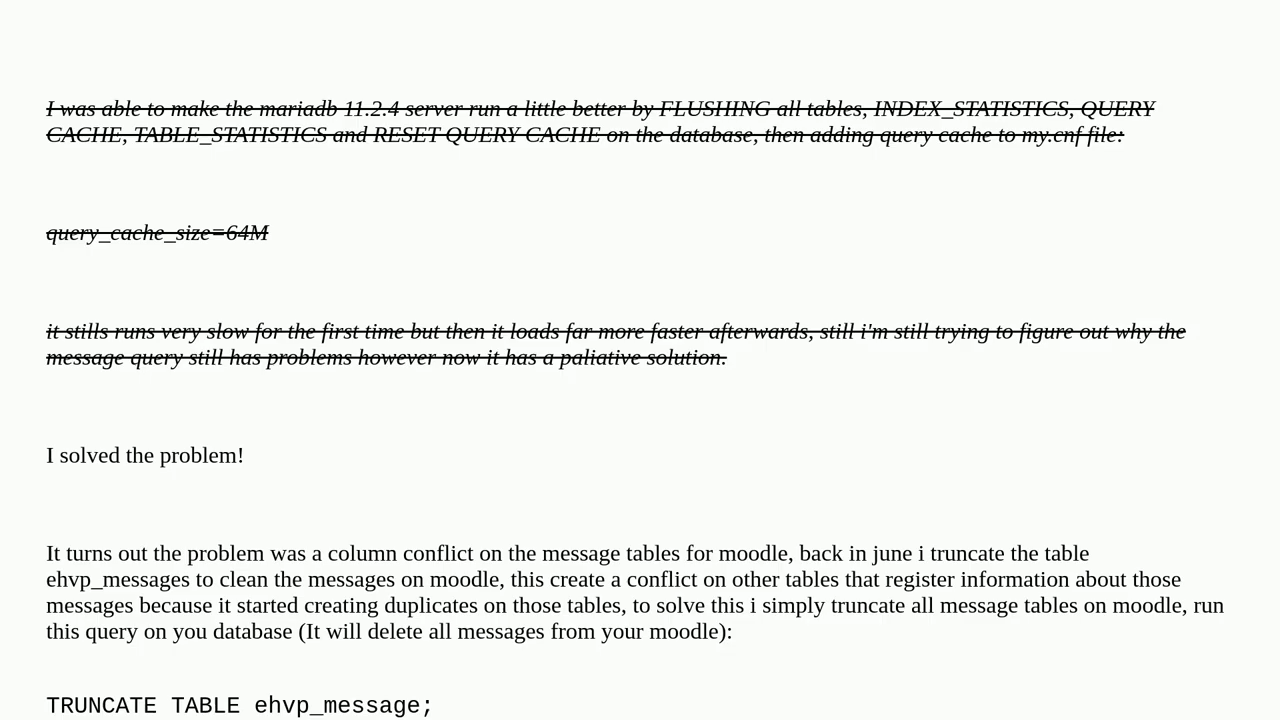 I was able to make the mariadb 11.2.4 server run a little better by FLUSHING all tables, INDEX_STATISTICS, QUERY
CACHE, TABLE_STATISTICS and RESET QUERY CACHE on the database, then adding query cache to my.cnf file:
query_cache_size=64M
it stills runs very slow for the first time but then it loads far more faster afterwards, still i'm still trying to figure out why the
message query still has problems however now it has a paliative solution.
I solved the problem!
It turns out the problem was a column conflict on the message tables for moodle, back in june i truncate the table
ehvp_messages to clean the messages on moodle, this create a conflict on other tables that register information about those
messages because it started creating duplicates on those tables, to solve this i simply truncate all message tables on moodle, run
this query on you database (It will delete all messages from your moodle):
TRUNCATE TABLE ehvp_message;